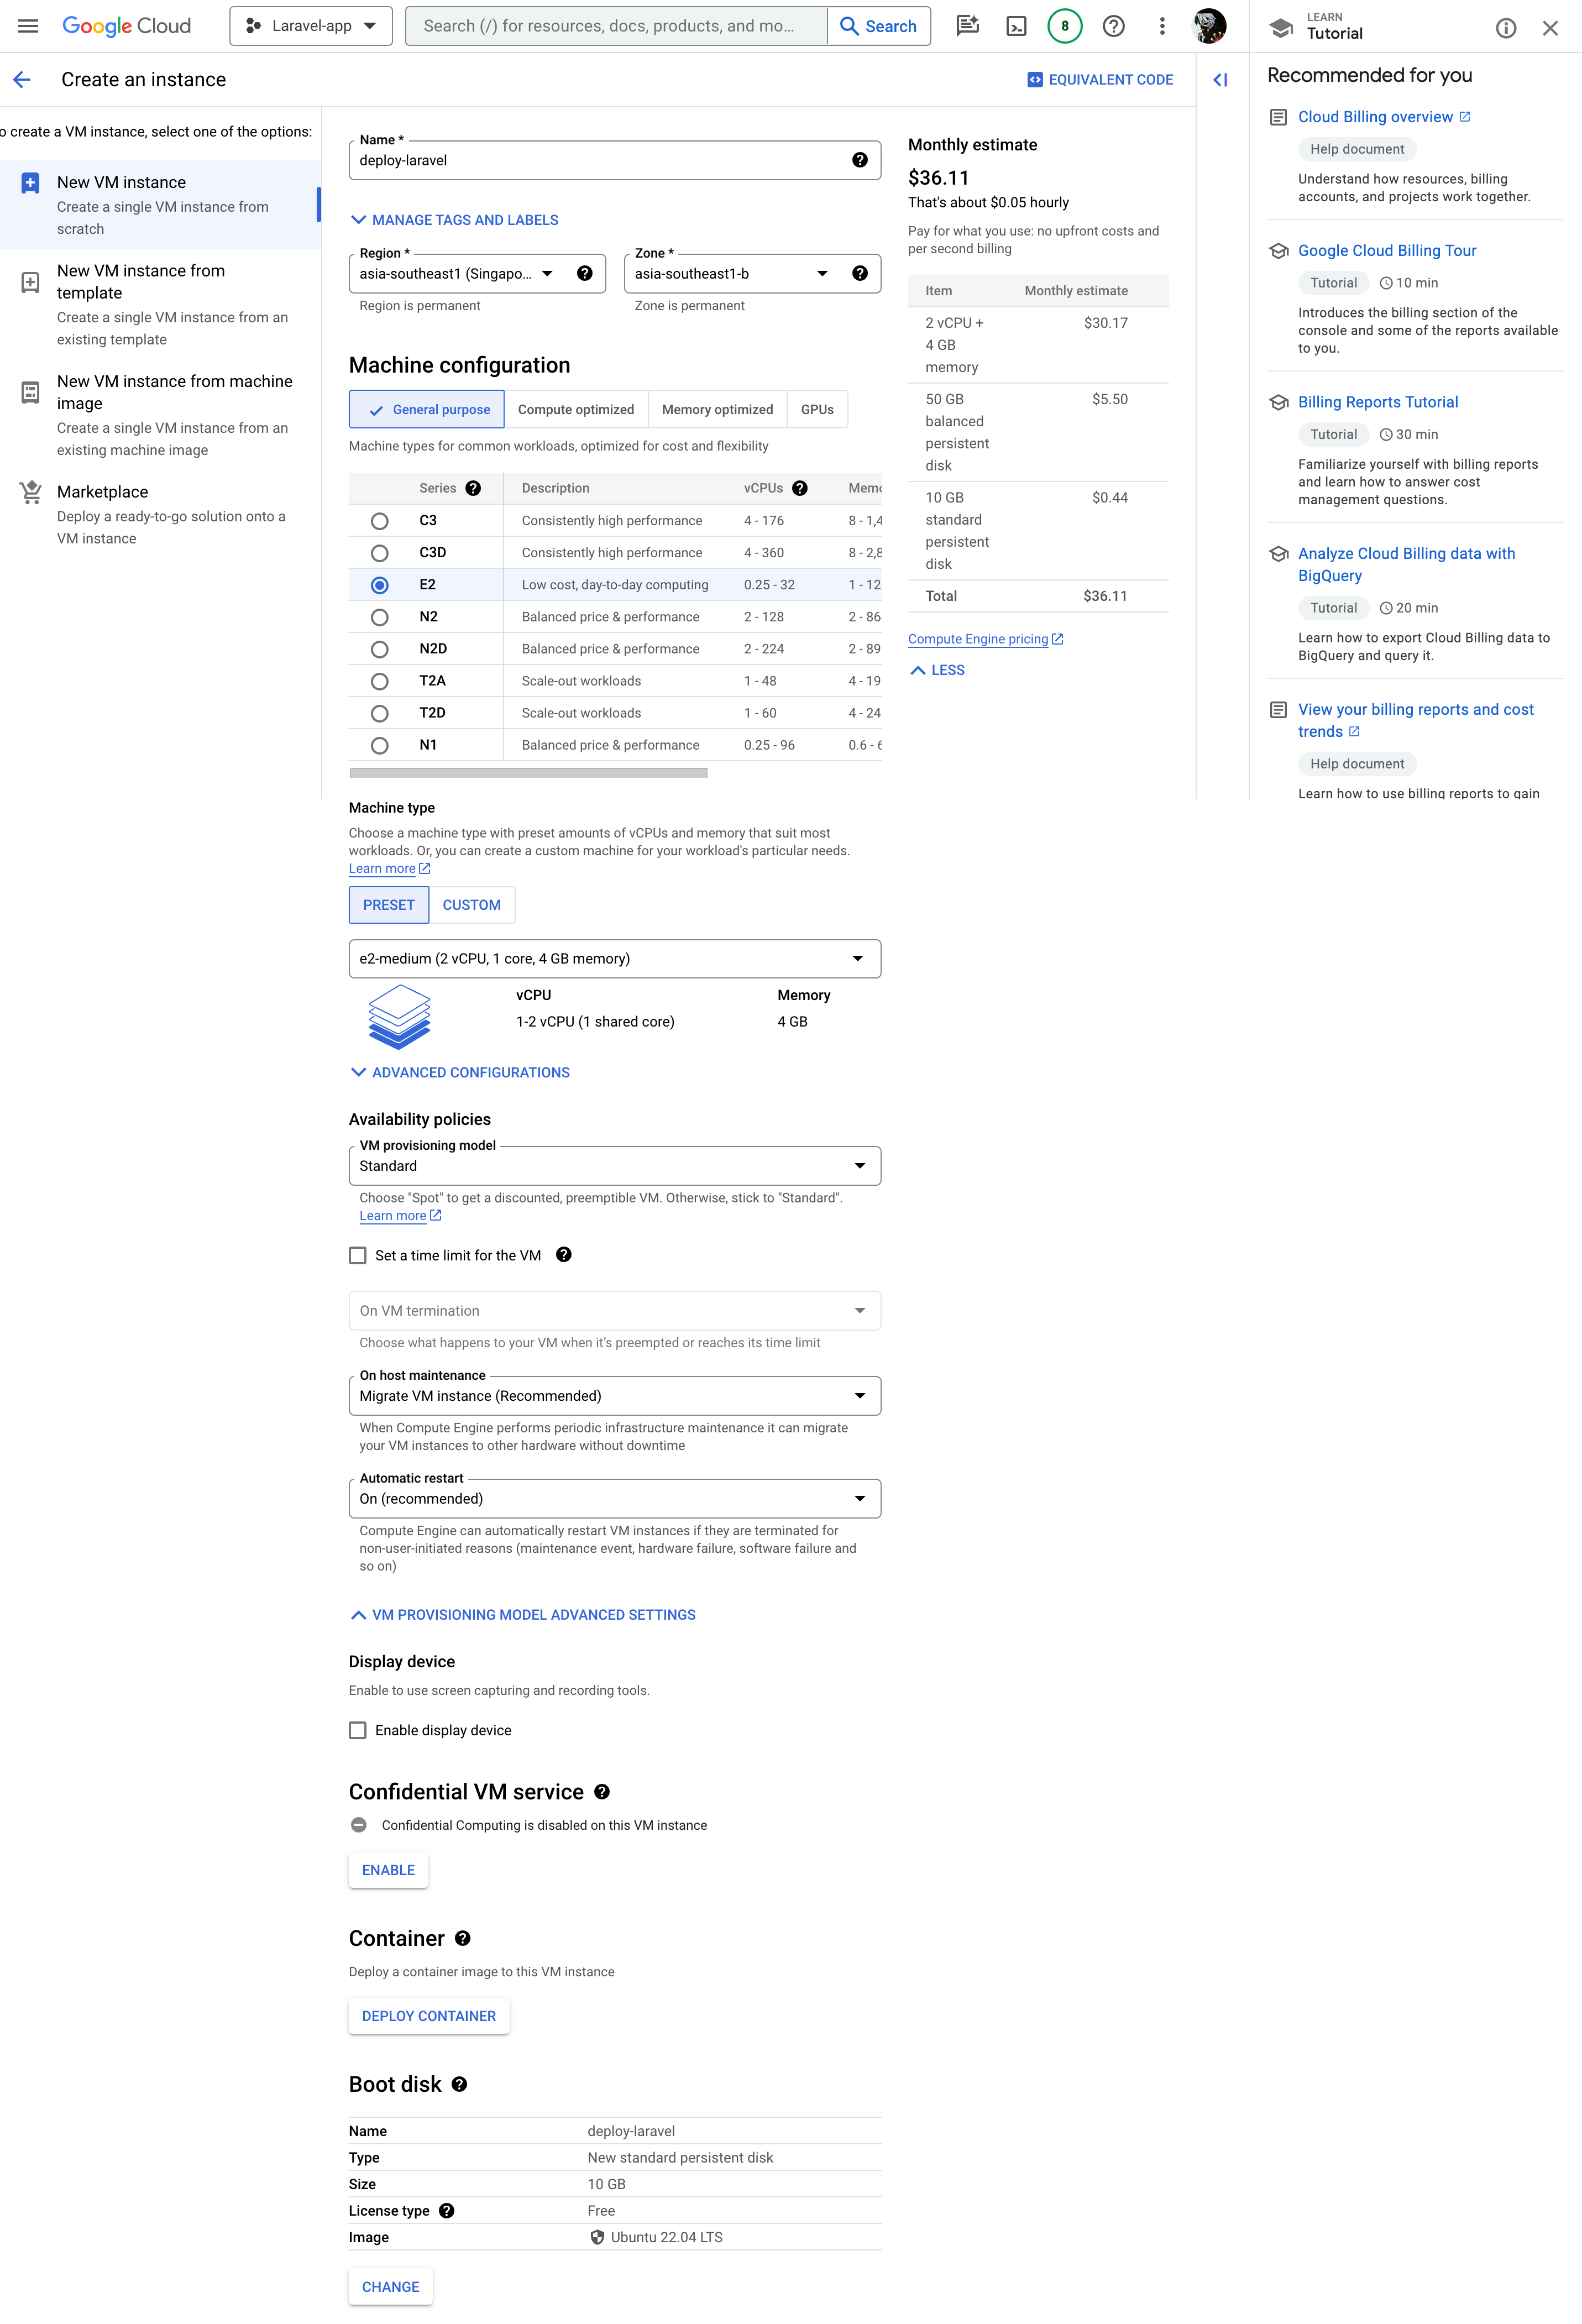 Google Cloud
Laravel-app
Search (/) for resources, docs, products, and mo...
Search
8
LEARN
Tutorial
Create an instance
EQUIVALENT CODE
Recommended for you
o create a VM instance, select one of the options:
New VM instance
Create a single VM instance from
scratch
New VM instance from
template
Create a single VM instance from an
existing template
New VM instance from machine
image
Create a single VM instance from an
existing machine image
Marketplace
Deploy a ready-to-go solution onto a
VM instance
Name *
deploy-laravel
MANAGE TAGS AND LABELS
Region *
asia-southeast1 (Singapo...
Region is permanent
Zone *
asia-southeast1-b
Zone is permanent
Machine configuration
General purpose
Compute optimized
Memory optimized
GPUs
Machine types for common workloads, optimized for cost and flexibility
Series Description vCPUs Memo
C3 Consistently high performance 4 - 176 8 - 1,4
C3D Consistently high performance 4 - 360 8 - 2,8
E2 Low cost, day-to-day computing 0.25 - 32 1 - 12
N2 Balanced price & performance 2 - 128 2 - 86
N2D Balanced price & performance 2 - 224 2 - 89
T2A Scale-out workloads 1 - 48 4 - 19
T2D Scale-out workloads 1 - 60 4 - 24
N1 Balanced price & performance 0.25 - 96 0.6 - 6
Machine type
Choose a machine type with preset amounts of vCPUs and memory that suit most
workloads. Or, you can create a custom machine for your workload's particular needs.
Learn more
PRESET
CUSTOM
e2-medium (2 vCPU, 1 core, 4 GB memory)
vCPU
1-2 vCPU (1 shared core)
Memory
4 GB
ADVANCED CONFIGURATIONS
Availability policies
VM provisioning model
Standard
Choose "Spot" to get a discounted, preemptible VM. Otherwise, stick to "Standard".
Learn more
Set a time limit for the VM
On VM termination
Choose what happens to your VM when it's preempted or reaches its time limit
On host maintenance
Migrate VM instance (Recommended)
When Compute Engine performs periodic infrastructure maintenance it can migrate
your VM instances to other hardware without downtime
Automatic restart
On (recommended)
Compute Engine can automatically restart VM instances if they are terminated for
non-user-initiated reasons (maintenance event, hardware failure, software failure and
so on)
VM PROVISIONING MODEL ADVANCED SETTINGS
Display device
Enable to use screen capturing and recording tools.
Enable display device
Confidential VM service
Confidential Computing is disabled on this VM instance
ENABLE
Container
Deploy a container image to this VM instance
DEPLOY CONTAINER
Boot disk
Name deploy-laravel
Type New standard persistent disk
Size 10 GB
License type Free
Image Ubuntu 22.04 LTS
CHANGE
Monthly estimate
$36.11
That's about $0.05 hourly
Pay for what you use: no upfront costs and
per second billing
Item Monthly estimate
2 vCPU + $30.17
4 GB
memory
50 GB $5.50
balanced
persistent
disk
10 GB $0.44
standard
persistent
disk
Total $36.11
Compute Engine pricing
LESS
Cloud Billing overview
Help document
Understand how resources, billing
accounts, and projects work together.
Google Cloud Billing Tour
Tutorial 10 min
Introduces the billing section of the
console and some of the reports available
to you.
Billing Reports Tutorial
Tutorial 30 min
Familiarize yourself with billing reports
and learn how to answer cost
management questions.
Analyze Cloud Billing data with
BigQuery
Tutorial 20 min
Learn how to export Cloud Billing data to
BigQuery and query it.
View your billing reports and cost
trends
Help document
Learn how to use billing reports to gain